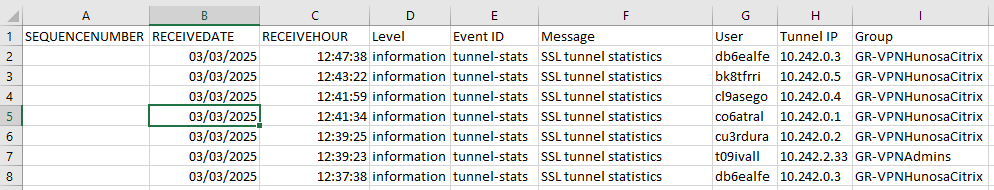 A B C D E F G H I
1 SEQUENCENUMBER RECEIVEDATE RECEIVEHOUR Level Event ID Message User Tunnel IP Group
2 03/03/2025 12:47:38 information tunnel-stats SSL tunnel statistics db6ealfe 10.242.0.3 GR-VPNHunosaCitrix
3 03/03/2025 12:43:22 information tunnel-stats SSL tunnel statistics bk8tfrri 10.242.0.5 GR-VPNHunosaCitrix
4 03/03/2025 12:41:59 information tunnel-stats SSL tunnel statistics cl9asego 10.242.0.4 GR-VPNHunosaCitrix
5 03/03/2025 12:41:34 information tunnel-stats SSL tunnel statistics co6atral 10.242.0.1 GR-VPNHunosaCitrix
6 03/03/2025 12:39:25 information tunnel-stats SSL tunnel statistics cu3rdura 10.242.0.2 GR-VPNHunosaCitrix
7 03/03/2025 12:39:23 information tunnel-stats SSL tunnel statistics t09ivall 10.242.2.33 GR-VPNAdmins
8 03/03/2025 12:37:38 information tunnel-stats SSL tunnel statistics db6ealfe 10.242.0.3 GR-VPNHunosaCitrix